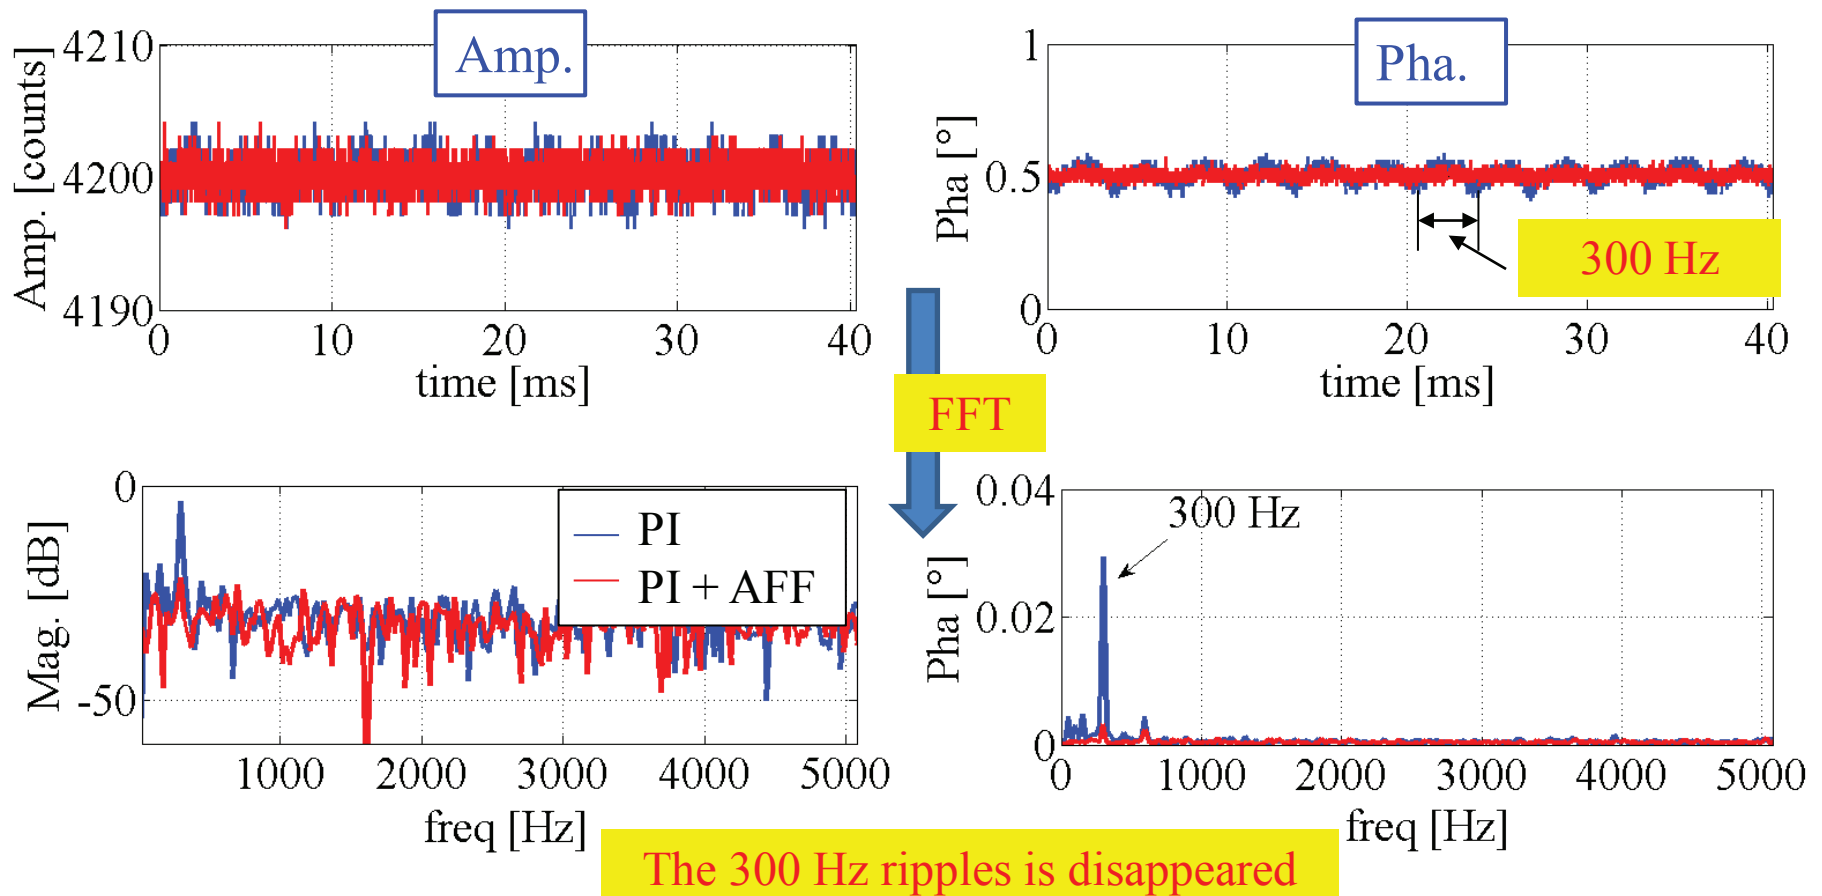 Amp.
Amp. [counts]
4210
4200
4190
0 10 20 30 40
time [ms]
Pha.
Pha [°]
1
0.5
0
300 Hz
0 10 20 30 40
time [ms]
FFT
Mag. [dB]
0
-50
PI
PI + AFF
1000 2000 3000 4000 5000
freq [Hz]
Pha [°]
0.04
0.02
0
300 Hz
0 1000 2000 3000 4000 5000
freq [Hz]
The 300 Hz ripples is disappeared